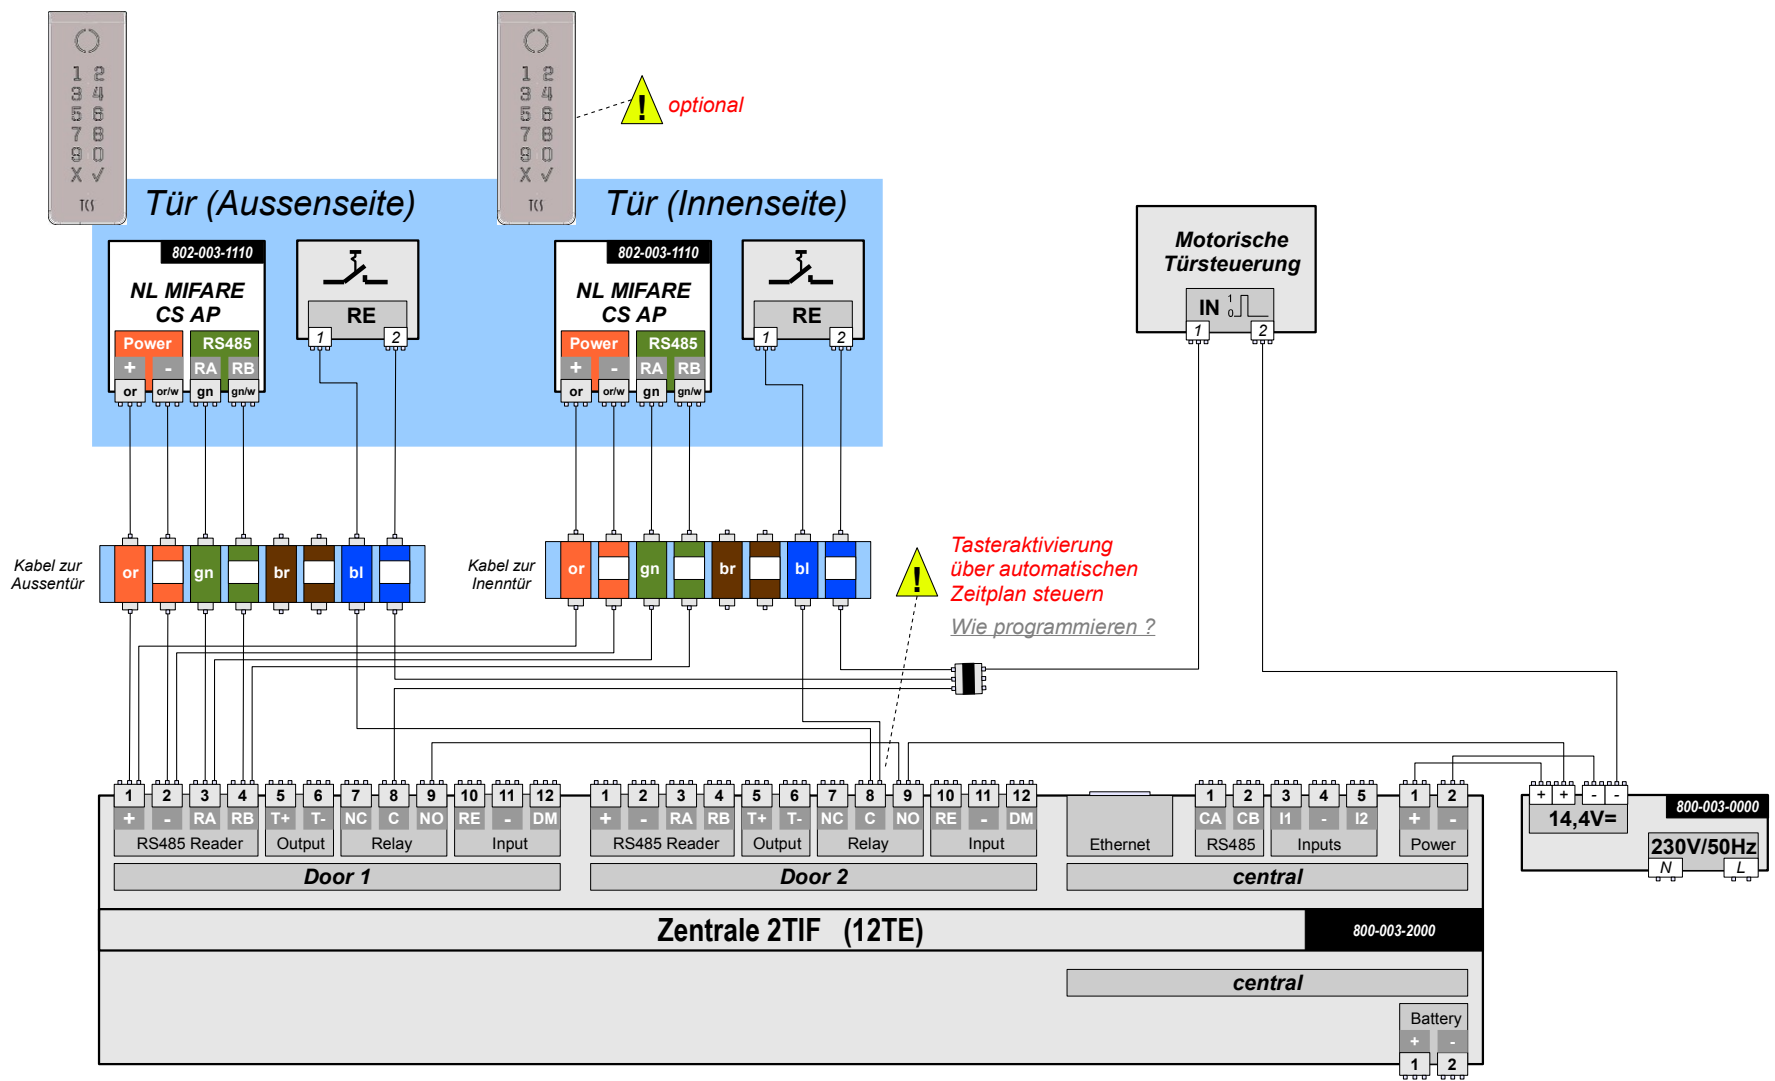 1 2
3 4
5 6
7 8
9 0
X ✓
TCS
1 2
3 4
5 6
7 8
9 0
X ✓
TCS
! optional
Tür (Aussenseite)
Tür (Innenseite)
802-003-1110
NL MIFARE
CS AP
Power RS485
+ - RA RB
or or/w gn gn/w
RE
1 2
802-003-1110
NL MIFARE
CS AP
Power RS485
+ - RA RB
or or/w gn gn/w
RE
1 2
Motorische
Türsteuerung
IN 1 0
1 2
Kabel zur
Aussentür
or gn br bl
Kabel zur
Inenntür
or gn br bl
!
Tasteraktivierung
über automatischen
Zeitplan steuern
Wie programmieren ?
1 2 3 4 5 6 7 8 9 10 11 12
+ - RA RB T+ T- NC C NO RE - DM
RS485 Reader Output Relay Input
Door 1
1 2 3 4 5 6 7 8 9 10 11 12
+ - RA RB T+ T- NC C NO RE - DM
RS485 Reader Output Relay Input
Door 2
1 2 3 4 5 1 2
CA CB I1 - I2 + -
Ethernet RS485 Inputs Power
central
+ + - -
14,4V=
800-003-0000
230V/50Hz
N L
Zentrale 2TIF (12TE)
800-003-2000
central
Battery
+ -
1 2